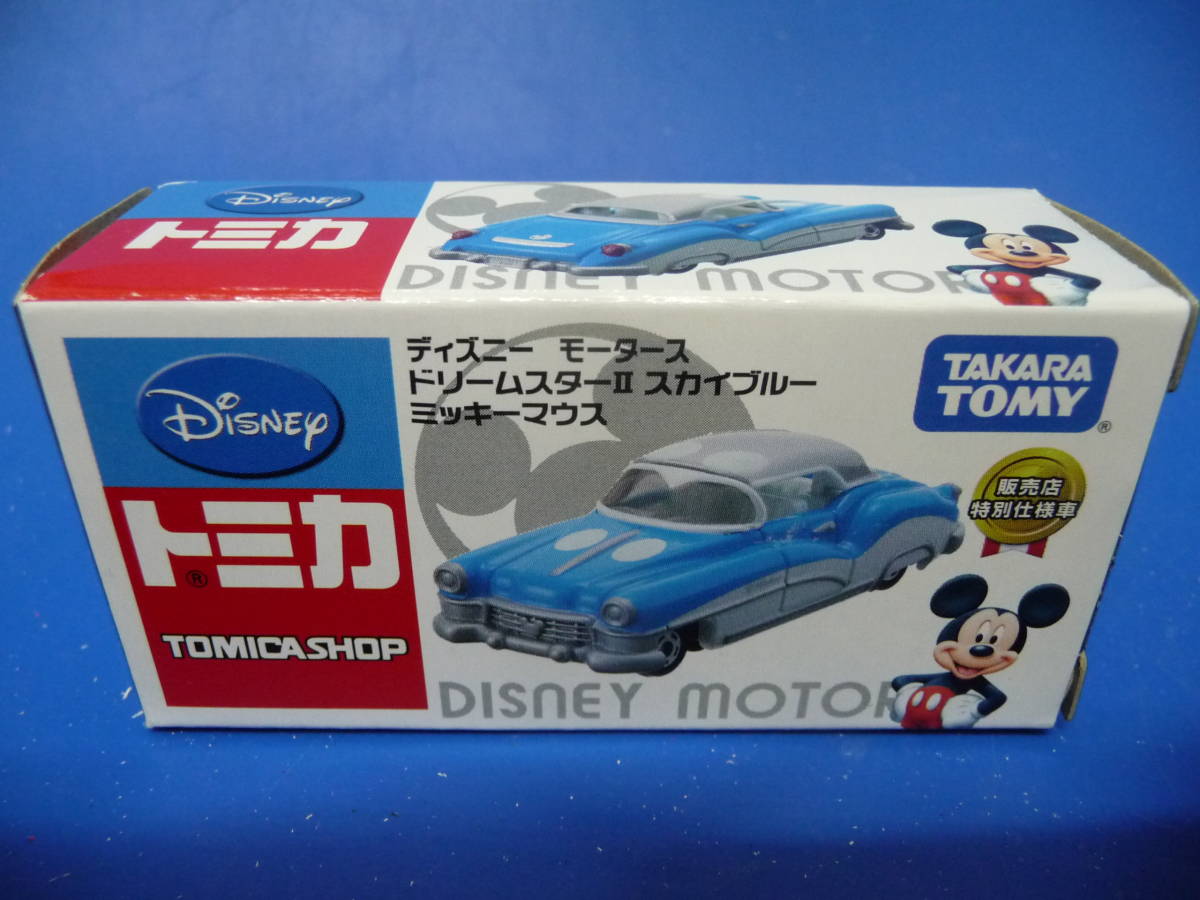 Disney
トミカ
DISNEY MOTOR
Disney
トミカ®
TOMICASHOP
ディズニー モータース
ドリームスターⅡ スカイブルー
ミッキーマウス
TAKARA
TOMY®
販売店
特別仕様車
DISNEY MOTOR